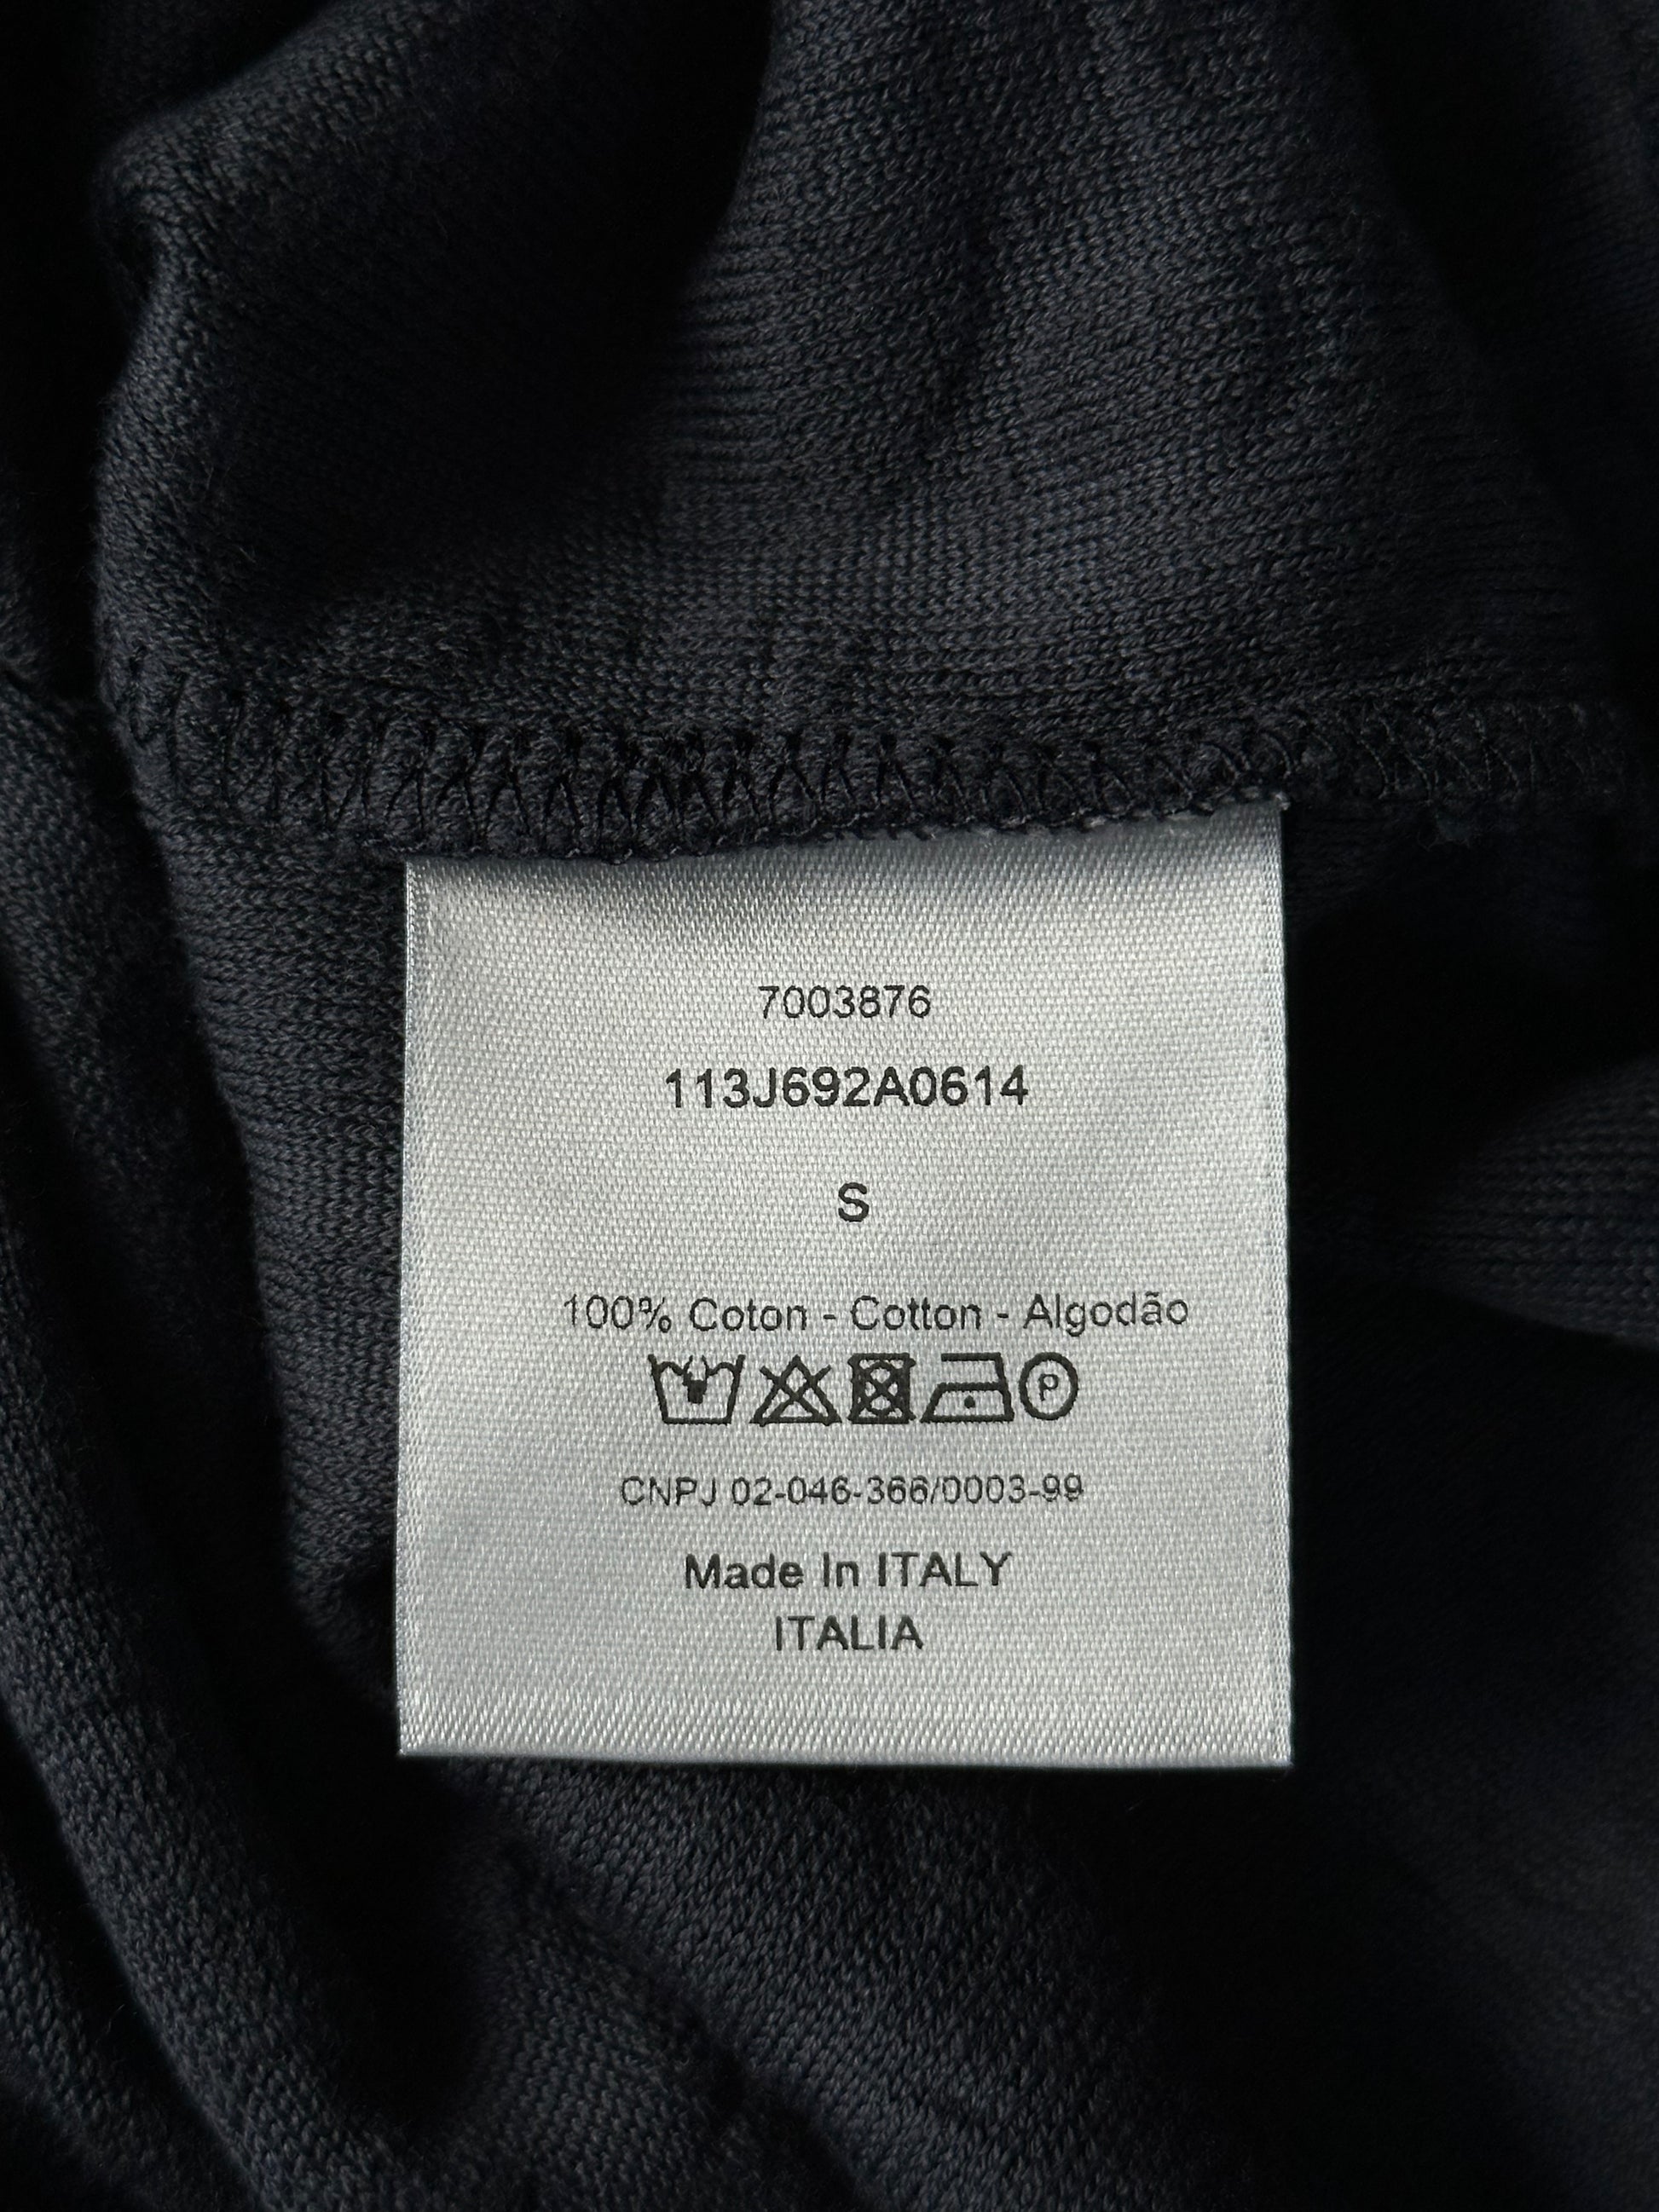 7003876
113J692A0614
S
100% Coton - Cotton - Algodão
P
CNPJ 02-046-366/0003-99
Made In ITALY
ITALIA